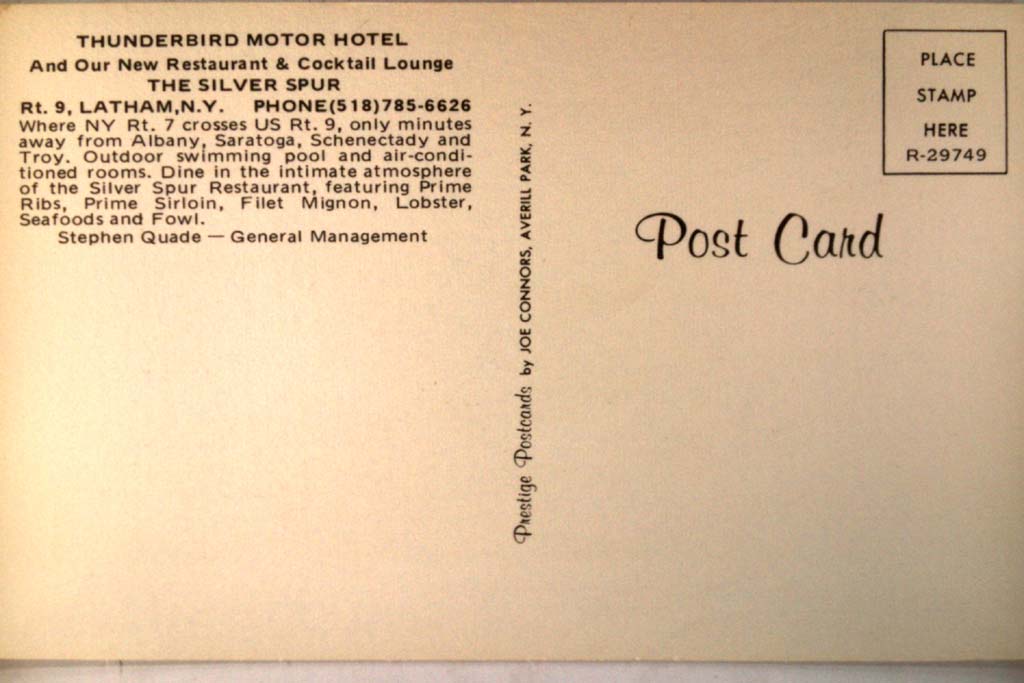 THUNDERBIRD MOTOR HOTEL
And Our New Restaurant & Cocktail Lounge
THE SILVER SPUR
Rt. 9, LATHAM,N.Y. PHONE(518)785-6626
Where NY Rt. 7 crosses US Rt. 9, only minutes
away from Albany, Saratoga, Schenectady and
Troy. Outdoor swimming pool and air-condi-
tioned rooms. Dine in the intimate atmosphere
of the Silver Spur Restaurant, featuring Prime
Ribs, Prime Sirloin, Filet Mignon, Lobster,
Seafoods and Fowl.
Stephen Quade — General Management
Prestige Postcards by JOE CONNORS, AVERILL PARK, N. Y.
PLACE
STAMP
HERE
R-29749
Post Card